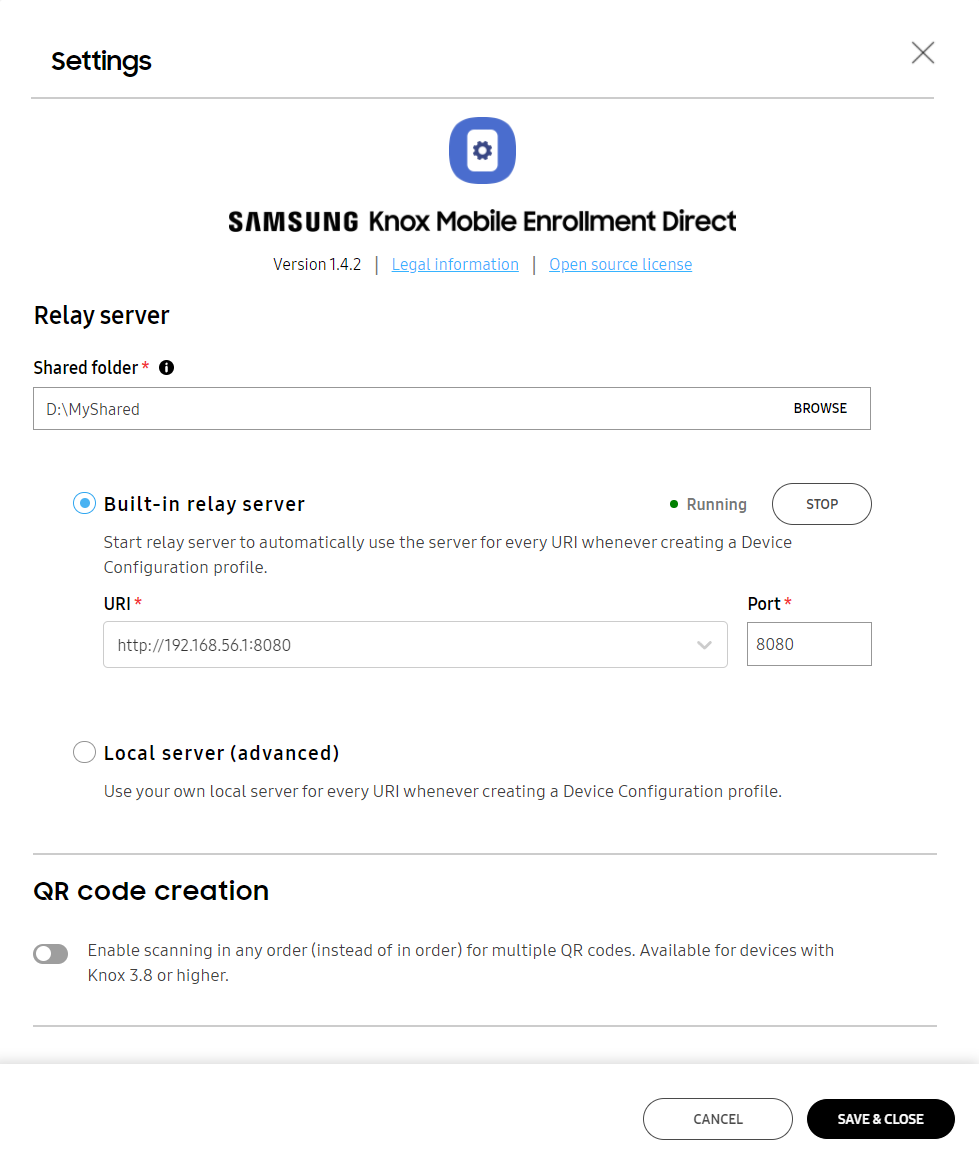 Settings
SAMSUNG Knox Mobile Enrollment Direct
Version 1.4.2 | Legal information | Open source license
Relay server
Shared folder *
D:\MyShared BROWSE
Built-in relay server Running STOP
Start relay server to automatically use the server for every URI whenever creating a Device
Configuration profile.
URI * Port *
http://192.168.56.1:8080 8080
Local server (advanced)
Use your own local server for every URI whenever creating a Device Configuration profile.
QR code creation
Enable scanning in any order (instead of in order) for multiple QR codes. Available for devices with
Knox 3.8 or higher.
CANCEL SAVE & CLOSE